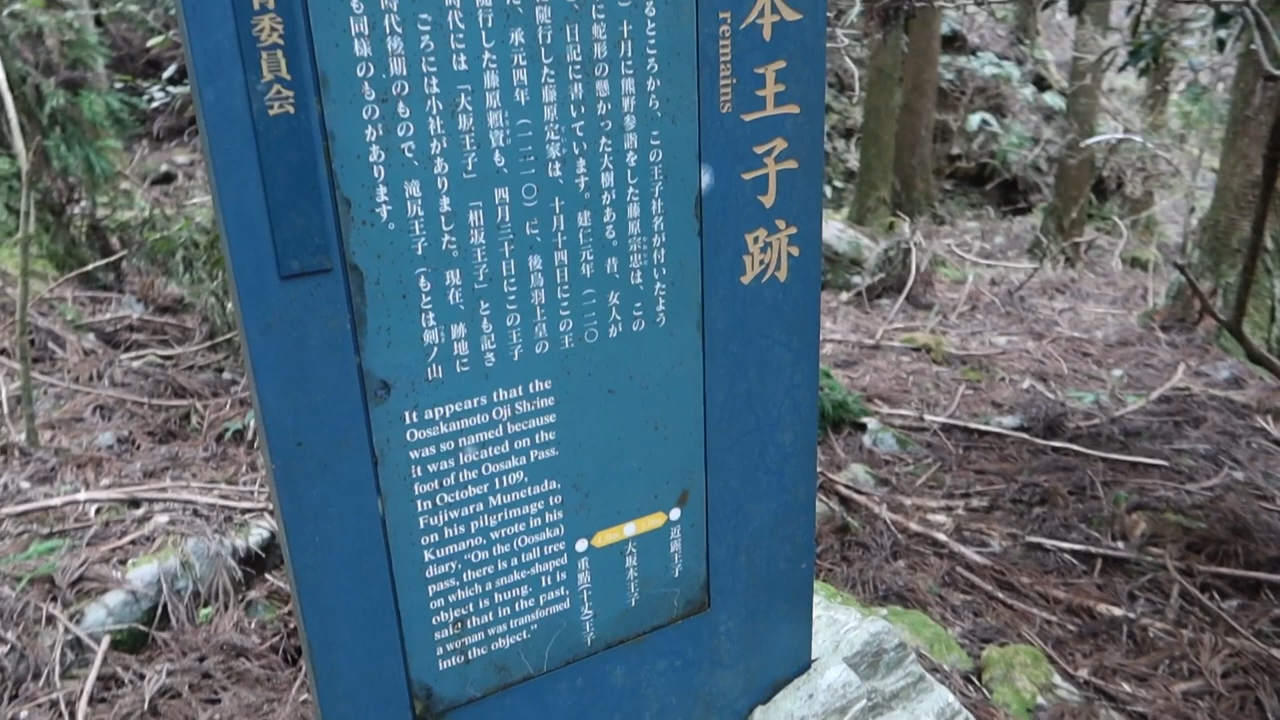 本王子跡
remains
るところから、この王子社名が付いたよう
十月に熊野参詣をした藤原宗忠は、この
に蛇形の懸かった大樹がある。昔、女人が
日記に書いています。建仁元年(一二〇
に随行した藤原定家は、十月十四日にこの王
承元四年(一二一〇)に、後鳥羽上皇の
随行した藤原頼資も、四月三十日にこの王子
時代には「大坂王子」「相坂王子」とも記さ
ごろには小社がありました。現在、跡地に
時代後期のもので、滝尻王子(もとは剣ノ山
も同様のものがあります。
育委員会
It appears that the
Oosakamoto Oji Shrine
was so named because
it was located on the
foot of the Oosaka Pass.
In October 1109,
Fujiwara Munetada,
on his pilgrimage to
Kumano, wrote in his
diary, "On the (Oosaka)
pass, there is a tall tree
on which a snake-shaped
object is hung. It is
said that in the past,
a woman was transformed
into the object."
近露王子
大坂本王子
重點(十丈)王子